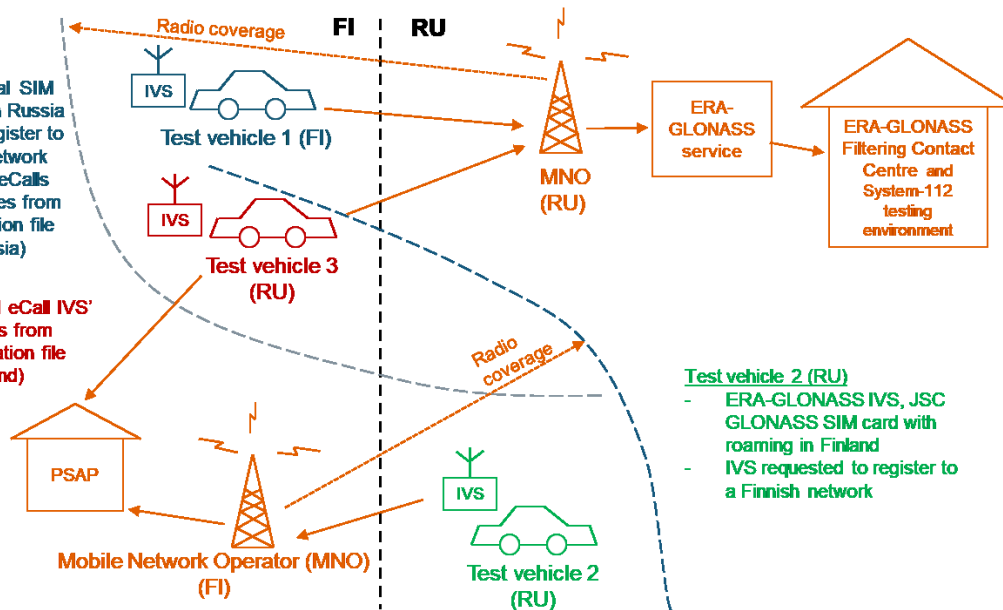 Radio coverage
FI
RU
al SIM
Russia
gister to
etwork
eCalls
es from
tion file
sia)
IVS
Test vehicle 1 (FI)
IVS
Test vehicle 3
(RU)
MNO
(RU)
ERA-
GLONASS
service
ERA-GLONASS
Filtering Contact
Centre and
System-112
testing
environment
eCall IVS'
s from
ation file
nd)
Radio
coverage
Test vehicle 2 (RU)
- ERA-GLONASS IVS, JSC
GLONASS SIM card with
roaming in Finland
- IVS requested to register to
a Finnish network
PSAP
IVS
Mobile Network Operator (MNO)
(FI)
Test vehicle 2
(RU)